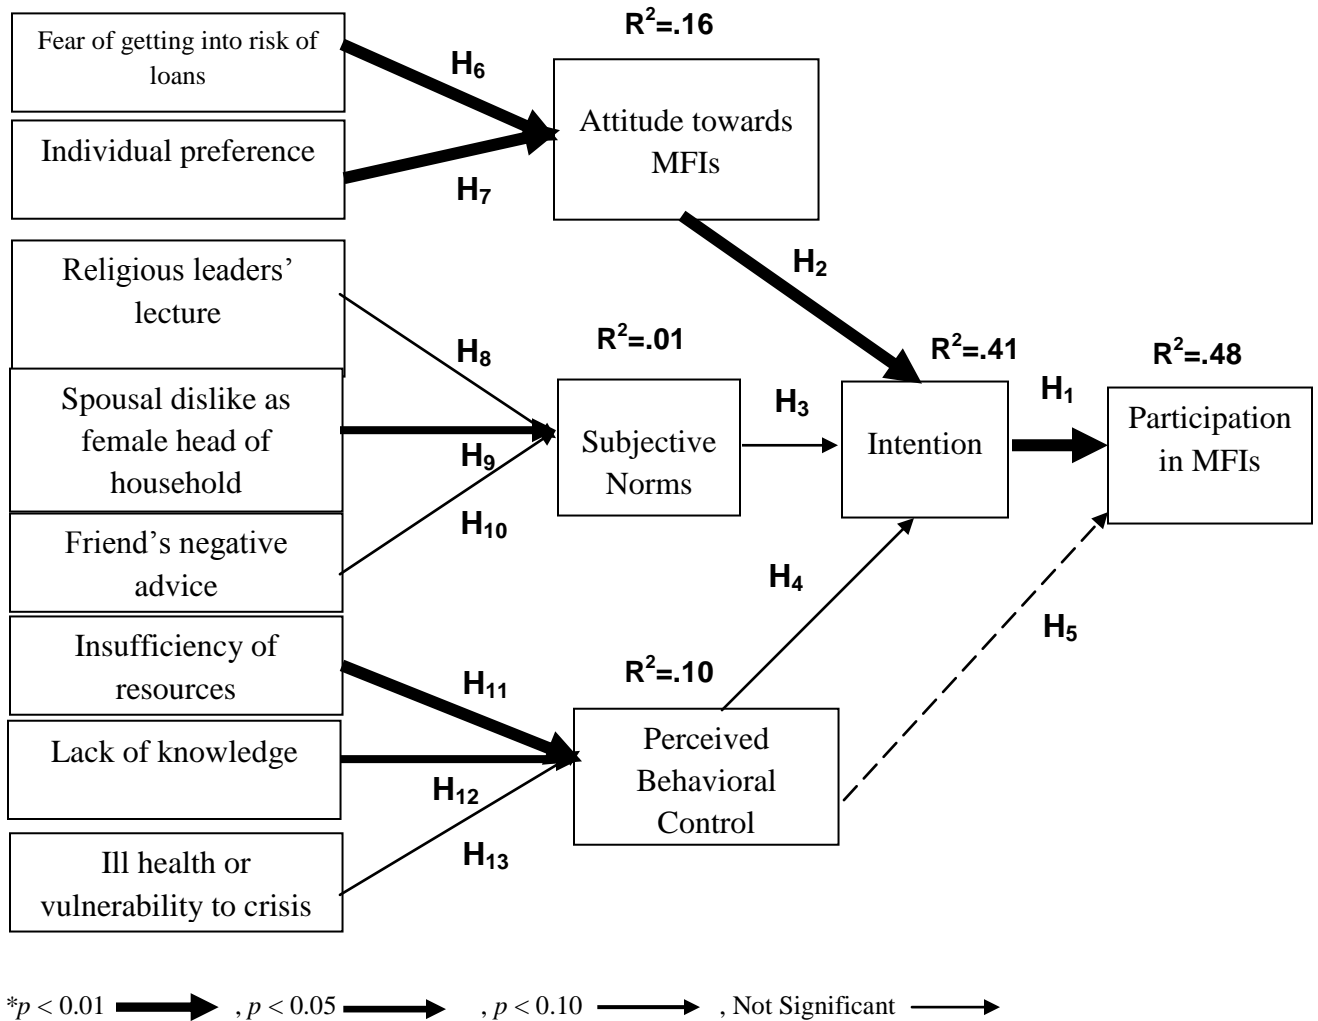 R²=.16
Fear of getting into risk of
loans
H₆
Attitude towards
MFIs
Individual preference
H₇
Religious leaders’
lecture
H₂
H₈
R²=.01
R²=.41
R²=.48
Spousal dislike as
female head of
household
H₉
Subjective
Norms
H₃
Intention
H₁
Participation
in MFIs
Friend’s negative
advice
H₁₀
H₄
H₅
Insufficiency of
resources
H₁₁
R²=.10
Lack of knowledge
H₁₂
Perceived
Behavioral
Control
Ill health or
vulnerability to crisis
H₁₃
*p < 0.01 , p < 0.05 , p < 0.10 , Not Significant